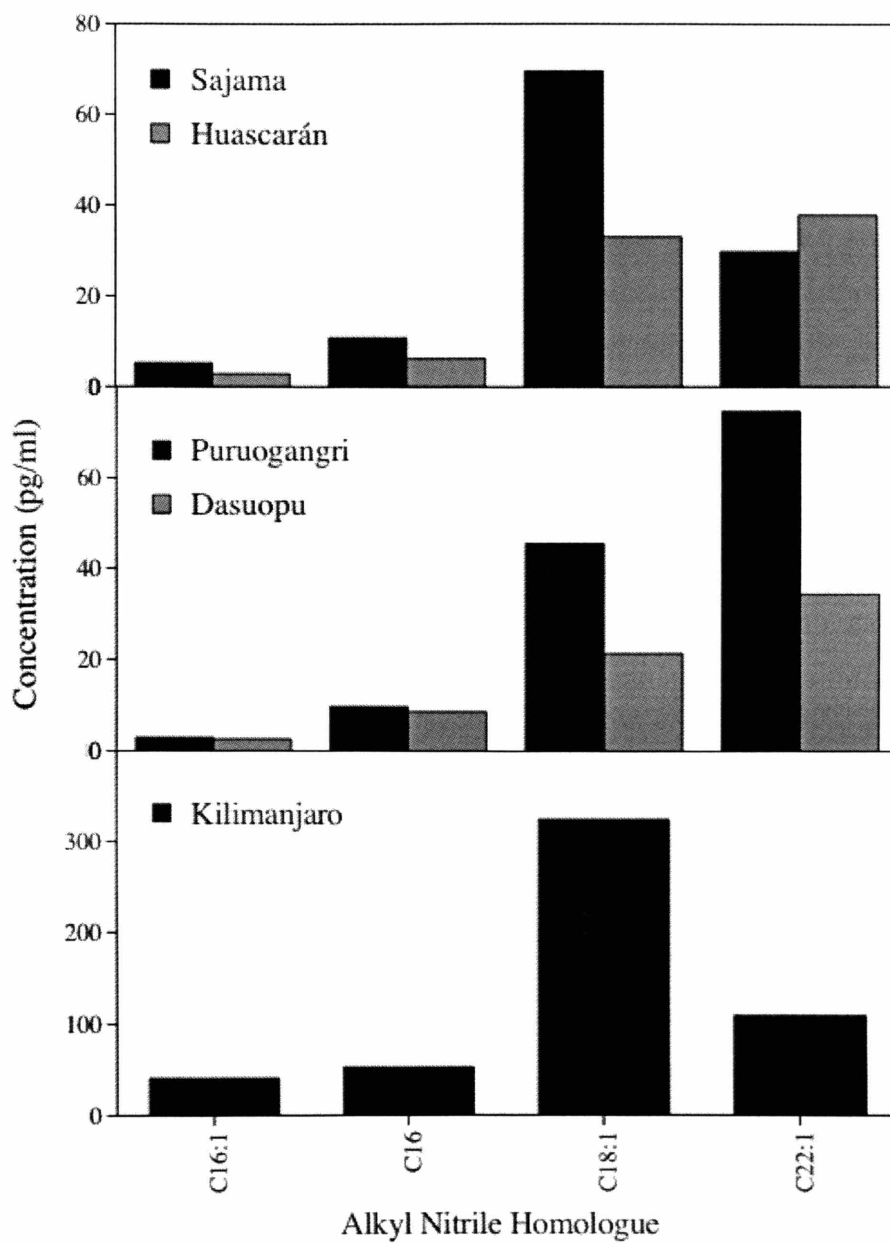 80
60
40
20
0
Sajama
Huascarán
60
40
20
0
Puruogangri
Dasuopu
300
200
100
0
Kilimanjaro
Concentration (pg/ml)
C16:1
C16
C18:1
C22:1
Alkyl Nitrile Homologue